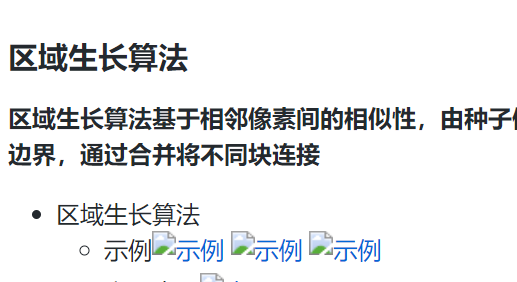 区域生长算法
区域生长算法基于相邻像素间的相似性，由种子
边界，通过合并将不同块连接
区域生长算法
示例示例 示例 示例